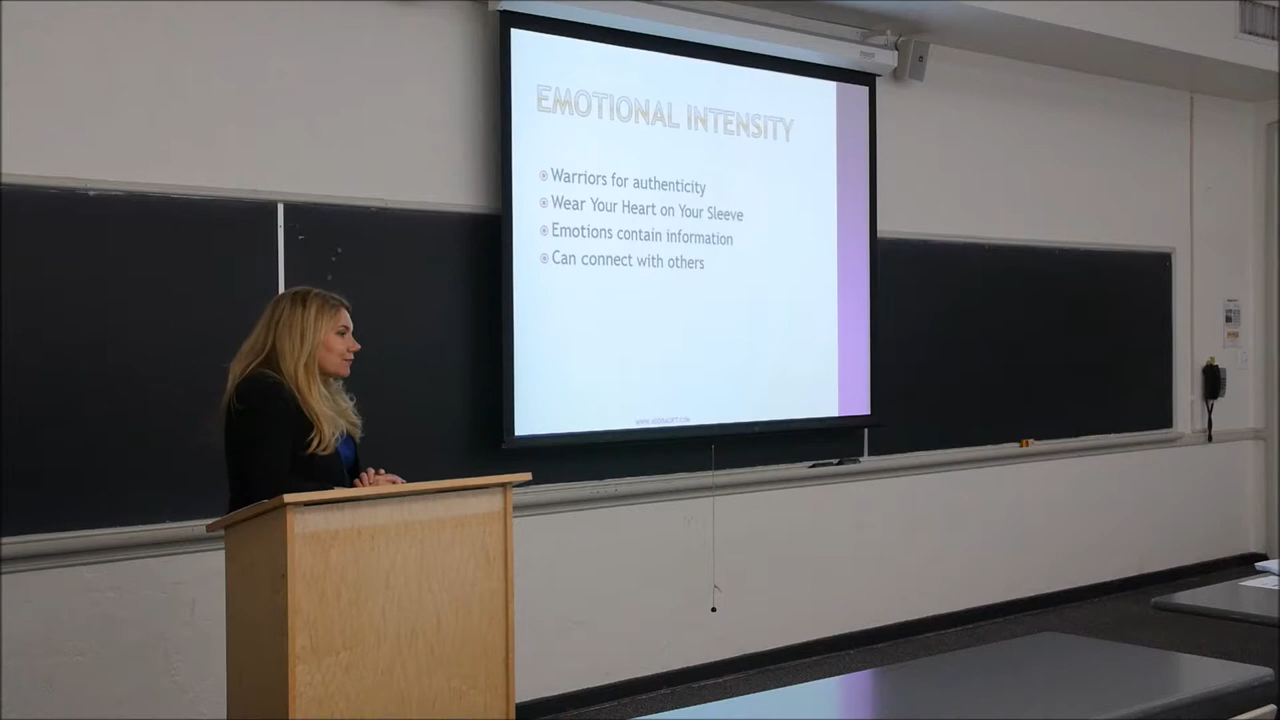 EMOTIONAL INTENSITY
Warriors for authenticity
Wear Your Heart on Your Sleeve
Emotions contain information
Can connect with others